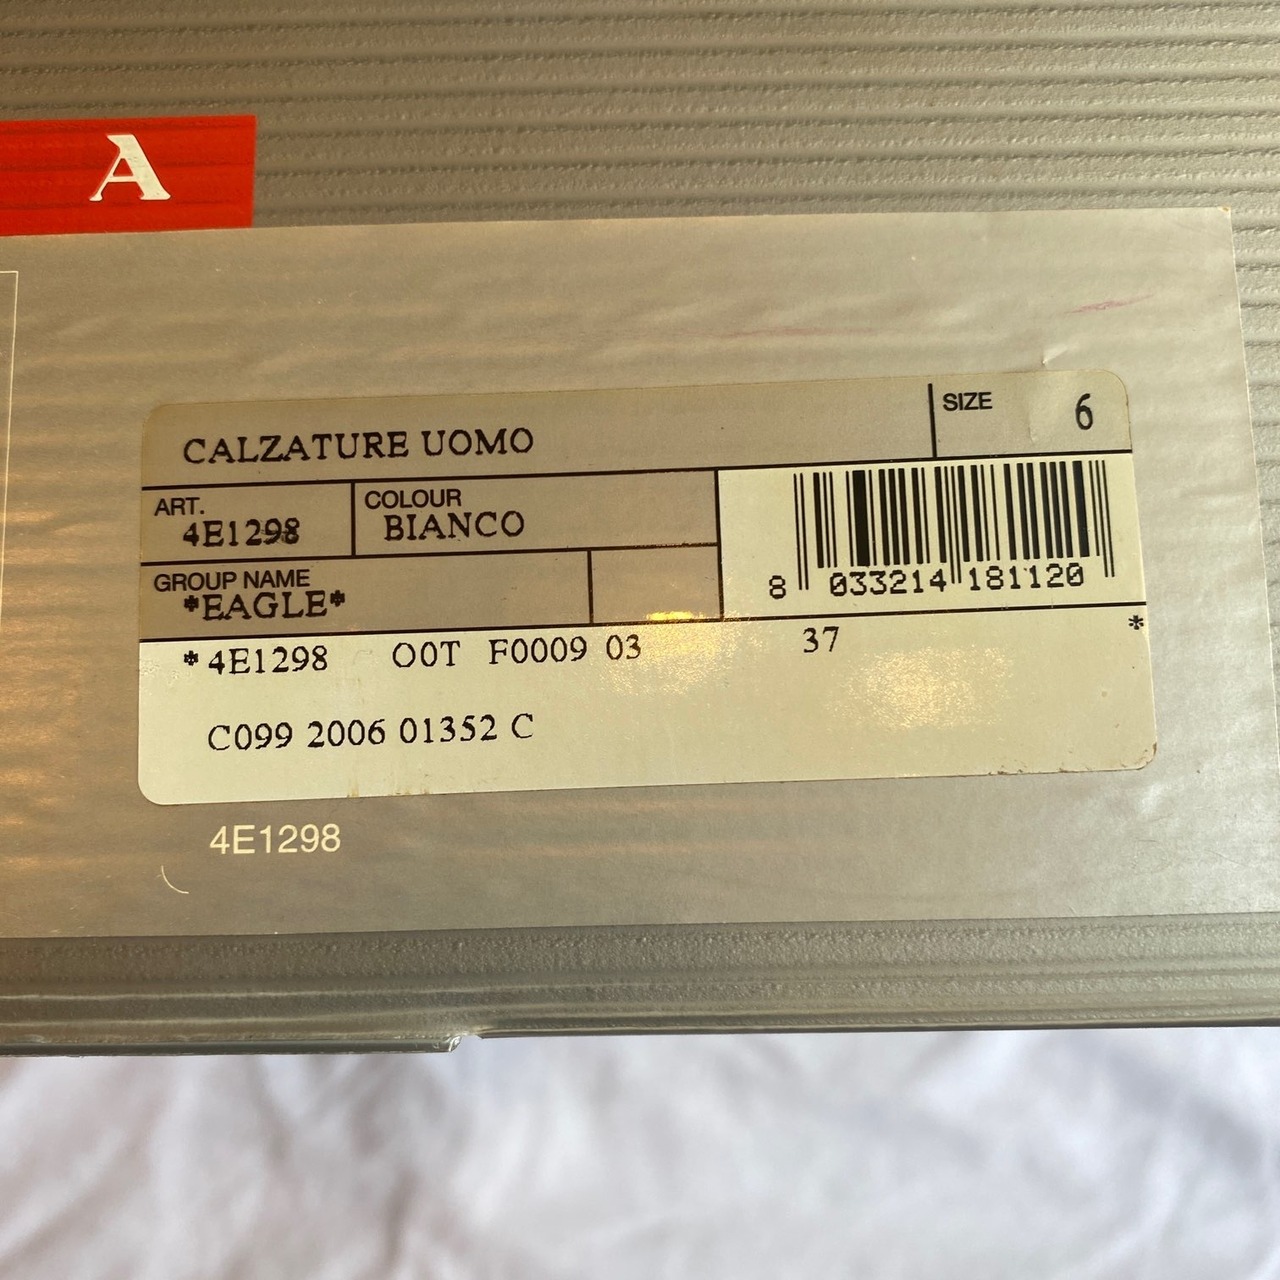 A
CALZATURE UOMO
SIZE 6
ART.
4E1298
COLOUR
BIANCO
GROUP NAME
*EAGLE*
8 033214 181120
* 4E1298 O0T F0009 03 37 *
C099 2006 01352 C
4E1298